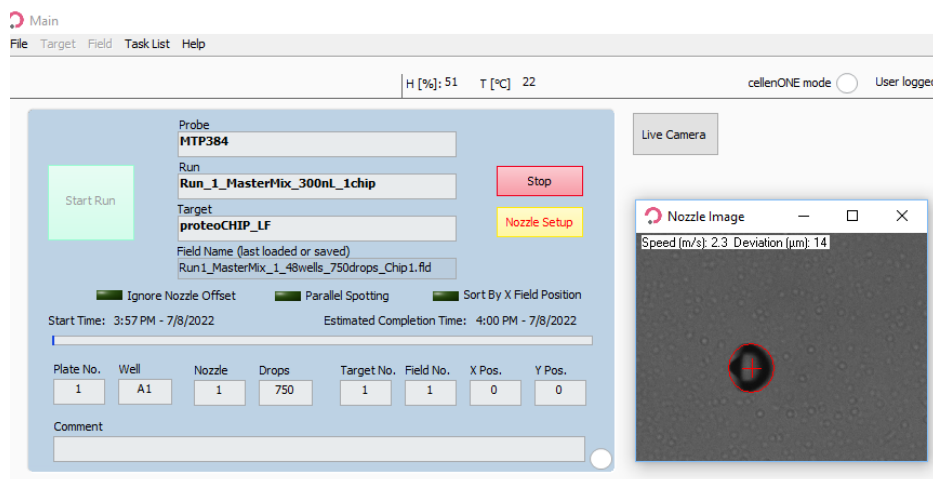 Main
File Target Field Task List Help
H [%]: 51 T [°C] 22 cellenONE mode User logged
Probe
MTP384
Live Camera
Run
Run_1_MasterMix_300nL_1chip
Start Run
Stop
Target
proteoCHIP_LF
Nozzle Setup
Field Name (last loaded or saved)
Run1_MasterMix_1_48wells_750drops_Chip1.fld
Ignore Nozzle Offset Parallel Spotting Sort By X Field Position
Start Time: 3:57 PM - 7/8/2022 Estimated Completion Time: 4:00 PM - 7/8/2022
Plate No. Well Nozzle Drops Target No. Field No. X Pos. Y Pos.
1 A1 1 750 1 1 0 0
Comment
Nozzle Image
Speed (m/s): 2.3 Deviation (µm): 14